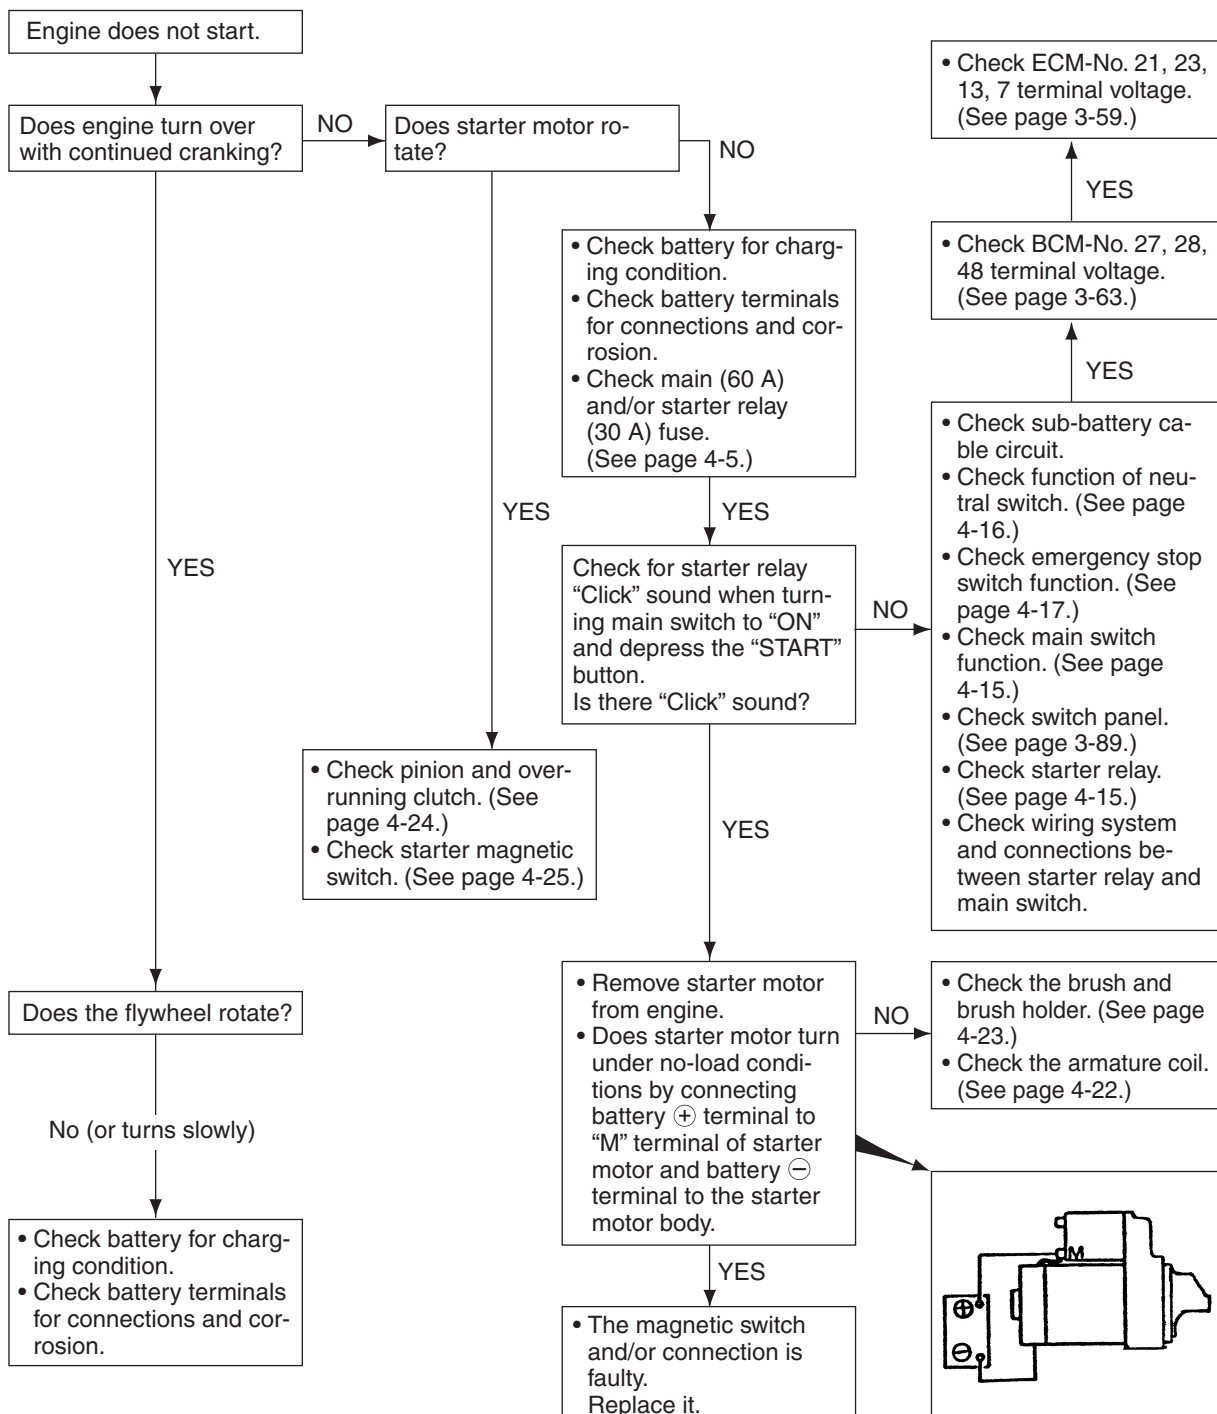 Engine does not start.
Does engine turn over
with continued cranking?
NO
Does starter motor ro-
tate?
NO
• Check battery for charg-
ing condition.
• Check battery terminals
for connections and cor-
rosion.
• Check main (60 A)
and/or starter relay
(30 A) fuse.
(See page 4-5.)
YES
YES
YES
Check for starter relay
“Click” sound when turn-
ing main switch to “ON”
and depress the “START”
button.
Is there “Click” sound?
NO
• Check ECM-No. 21, 23,
13, 7 terminal voltage.
(See page 3-59.)
YES
• Check BCM-No. 27, 28,
48 terminal voltage.
(See page 3-63.)
YES
• Check sub-battery ca-
ble circuit.
• Check function of neu-
tral switch. (See page
4-16.)
• Check emergency stop
switch function. (See
page 4-17.)
• Check main switch
function. (See page
4-15.)
• Check switch panel.
(See page 3-89.)
• Check starter relay.
(See page 4-15.)
• Check wiring system
and connections be-
tween starter relay and
main switch.
• Check pinion and over-
running clutch. (See
page 4-24.)
• Check starter magnetic
switch. (See page 4-25.)
YES
Does the flywheel rotate?
No (or turns slowly)
• Check battery for charg-
ing condition.
• Check battery terminals
for connections and cor-
rosion.
• Remove starter motor
from engine.
• Does starter motor turn
under no-load condi-
tions by connecting
battery ⊕ terminal to
“M” terminal of starter
motor and battery ⊖
terminal to the starter
motor body.
NO
• Check the brush and
brush holder. (See page
4-23.)
• Check the armature coil.
(See page 4-22.)
YES
• The magnetic switch
and/or connection is
faulty.
Replace it.
M
⊕
⊖